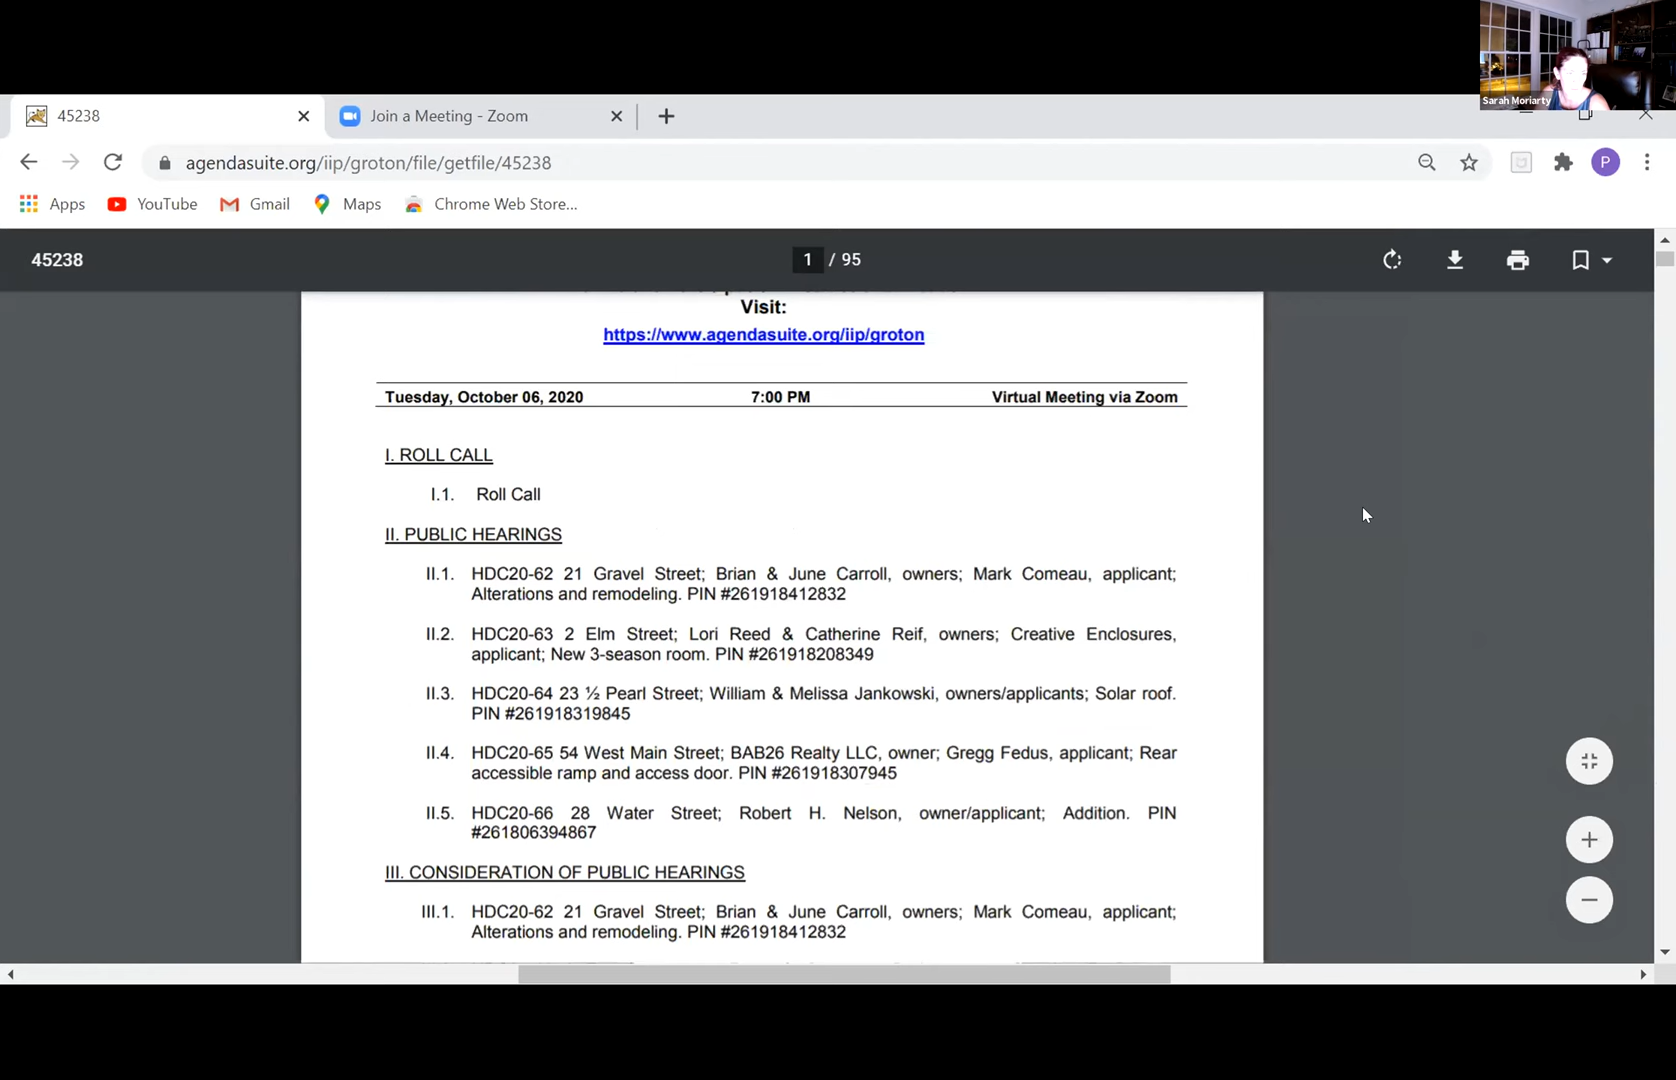 Sarah Moriarty
45238
Join a Meeting - Zoom
agendasuite.org/iip/groton/file/getfile/45238
P
Apps
YouTube
Gmail
Maps
Chrome Web Store...
45238
1 / 95
Visit:
https://www.agendasuite.org/iip/groton
Tuesday, October 06, 2020 7:00 PM Virtual Meeting via Zoom
I. ROLL CALL
I.1. Roll Call
II. PUBLIC HEARINGS
II.1. HDC20-62 21 Gravel Street; Brian & June Carroll, owners; Mark Comeau, applicant;
Alterations and remodeling. PIN #261918412832
II.2. HDC20-63 2 Elm Street; Lori Reed & Catherine Reif, owners; Creative Enclosures,
applicant; New 3-season room. PIN #261918208349
II.3. HDC20-64 23 ½ Pearl Street; William & Melissa Jankowski, owners/applicants; Solar roof.
PIN #261918319845
II.4. HDC20-65 54 West Main Street; BAB26 Realty LLC, owner; Gregg Fedus, applicant; Rear
accessible ramp and access door. PIN #261918307945
II.5. HDC20-66 28 Water Street; Robert H. Nelson, owner/applicant; Addition. PIN
#261806394867
III. CONSIDERATION OF PUBLIC HEARINGS
III.1. HDC20-62 21 Gravel Street; Brian & June Carroll, owners; Mark Comeau, applicant;
Alterations and remodeling. PIN #261918412832